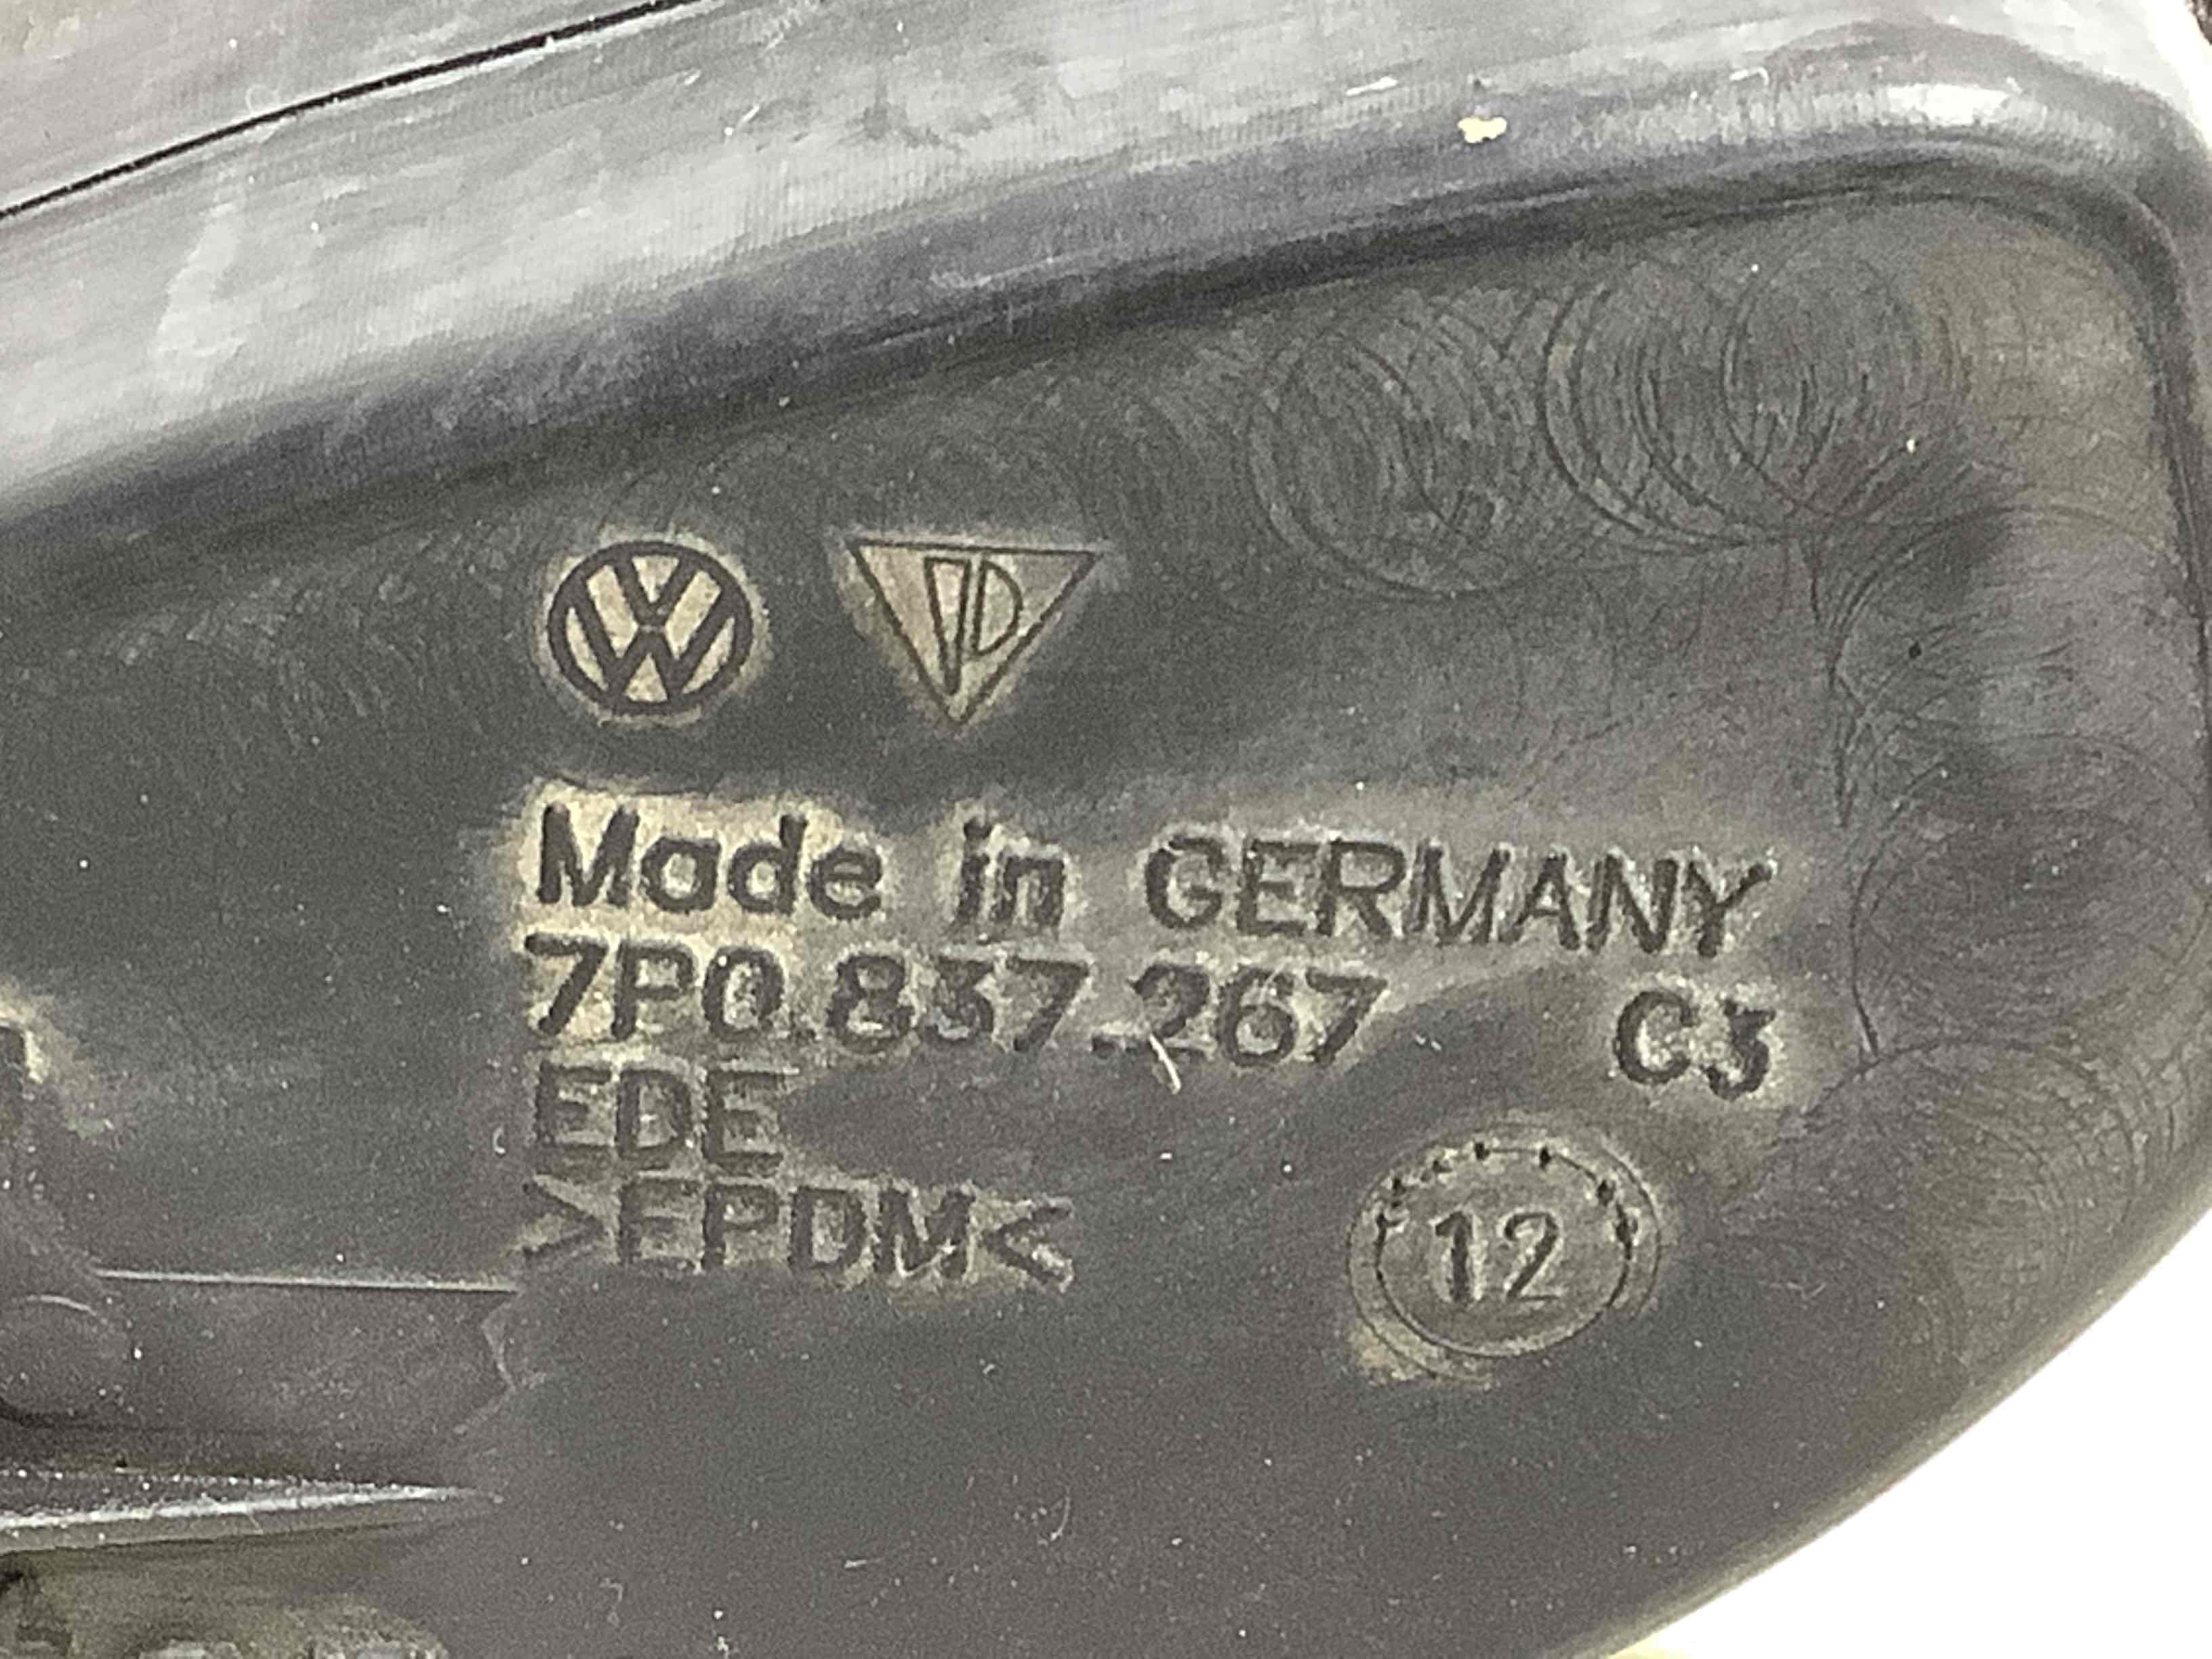 Made in GERMANY
7P0.837.267 C3
EDE
>EPDM<
12